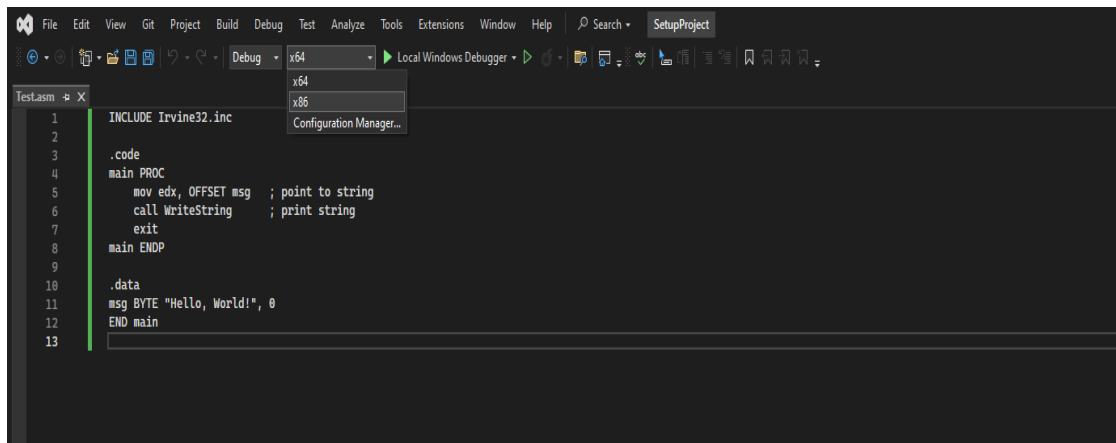 File Edit View Git Project Build Debug Test Analyze Tools Extensions Window Help Search SetupProject
Debug x64 Local Windows Debugger
x64
x86
Configuration Manager...
Test.asm
1 INCLUDE Irvine32.inc
2
3 .code
4 main PROC
5 mov edx, OFFSET msg ; point to string
6 call WriteString ; print string
7 exit
8 main ENDP
9
10 .data
11 msg BYTE "Hello, World!", 0
12 END main
13